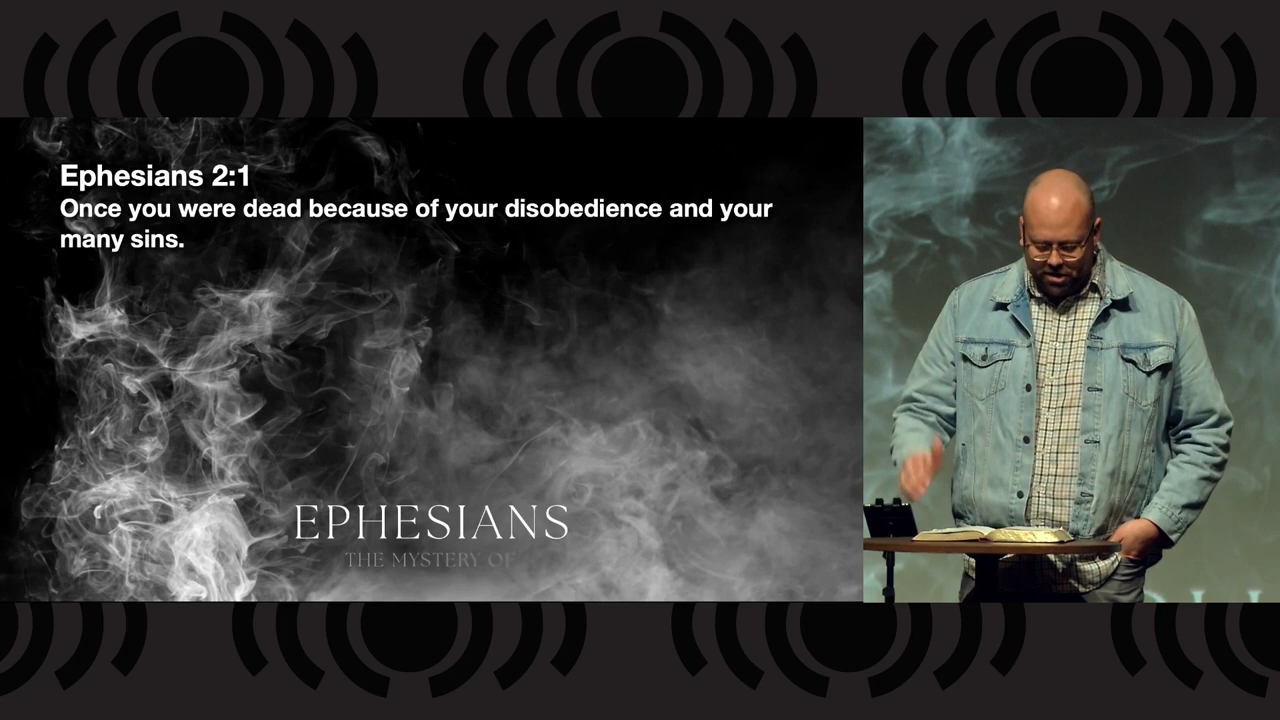 Ephesians 2:1
Once you were dead because of your disobedience and your
many sins.
EPHESIANS
THE MYSTERY OF